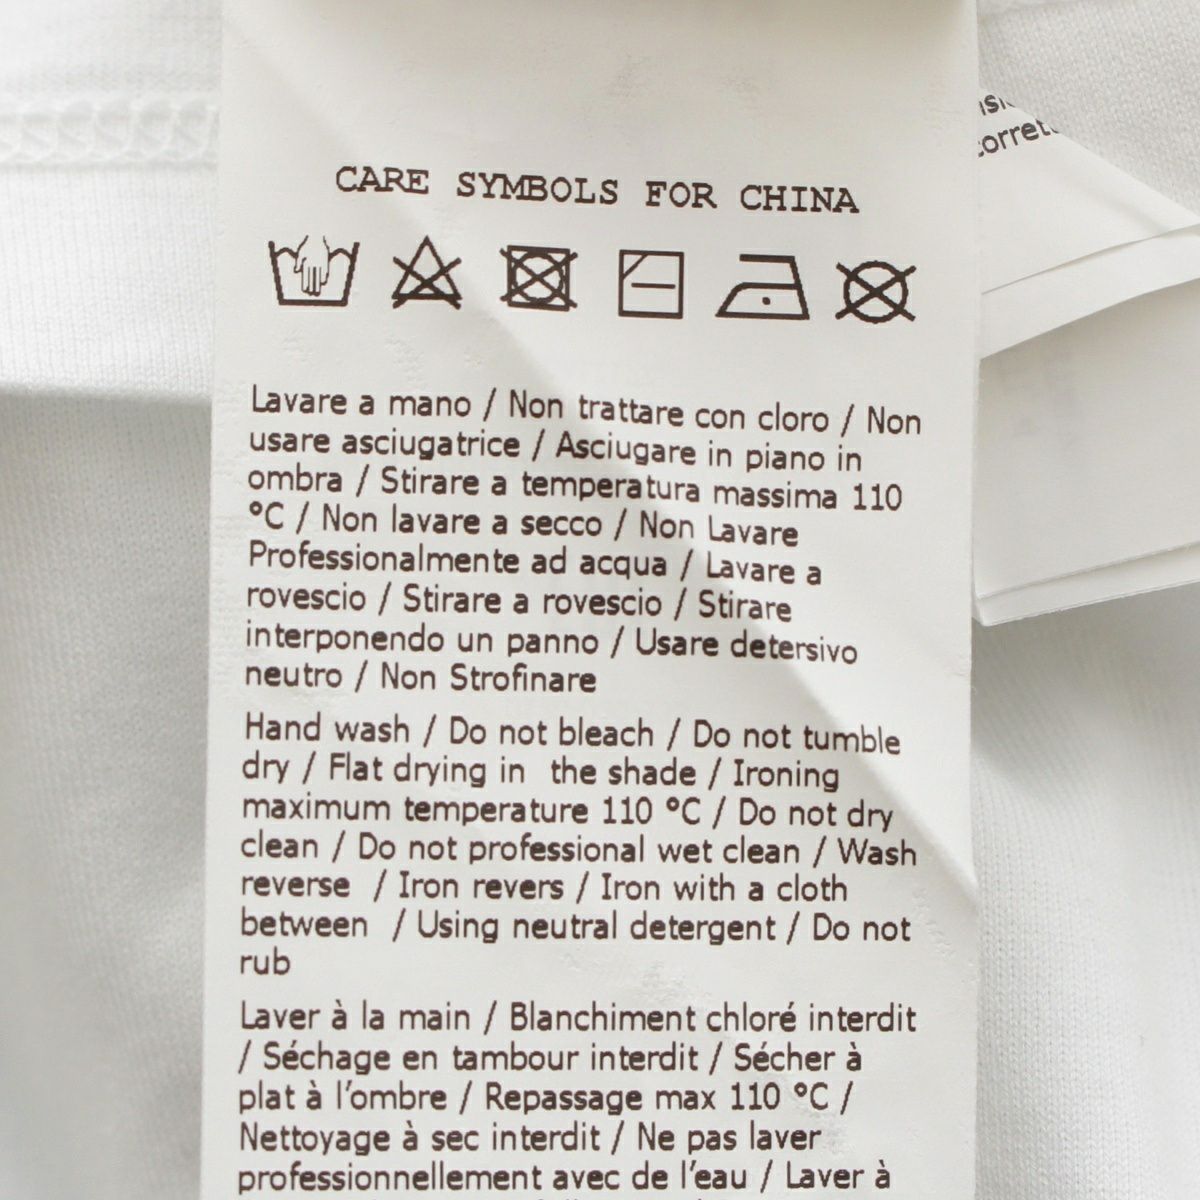 CARE SYMBOLS FOR CHINA
corrett
Lavare a mano / Non trattare con cloro / Non
usare asciugatrice / Asciugare in piano in
ombra / Stirare a temperatura massima 110
°C / Non lavare a secco / Non Lavare
Professionalmente ad acqua / Lavare a
rovescio / Stirare a rovescio / Stirare
interponendo un panno / Usare detersivo
neutro / Non Strofinare
Hand wash / Do not bleach / Do not tumble
dry / Flat drying in  the shade / Ironing
maximum temperature 110 °C / Do not dry
clean / Do not professional wet clean / Wash
reverse  / Iron revers / Iron with a cloth
between  / Using neutral detergent / Do not
rub
Laver à la main / Blanchiment chloré interdit
/ Séchage en tambour interdit / Sécher à
plat à l'ombre / Repassage max 110 °C /
Nettoyage à sec interdit / Ne pas laver
professionnellement avec de l'eau / Laver à